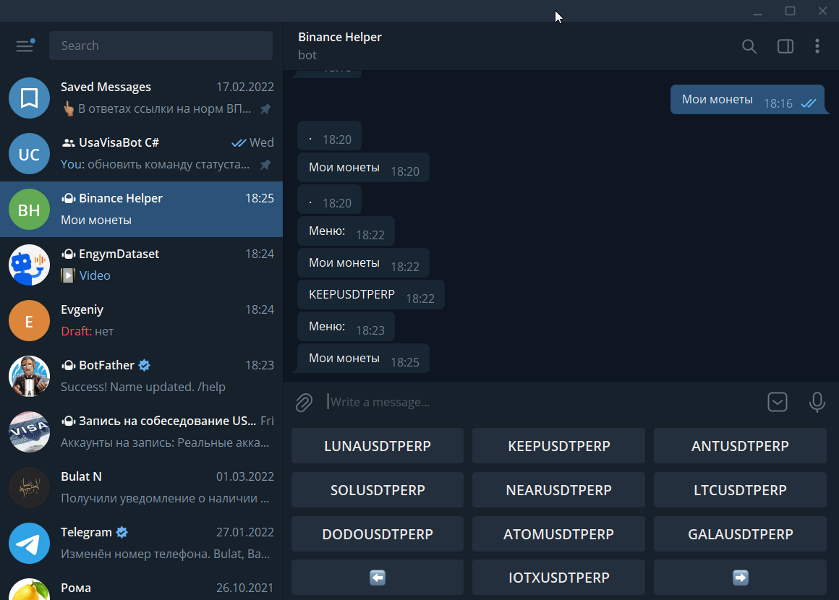 Search
Saved Messages 17.02.2022
В ответах ссылки на норм ВП...
UC
UsaVisaBot C# Wed
You: обновить команду статуста...
BH
Binance Helper 18:25
Мои монеты
EngymDataset 18:24
Video
E
Evgeniy 18:24
Draft: нет
BotFather 18:23
Success! Name updated. /help
VISA
Запись на собеседование US... Fri
Аккаунты на запись: Реальные акка...
Bulat N 01.03.2022
Получили уведомление о наличии ...
Telegram 27.01.2022
Изменён номер телефона. Bulat, Ва...
Рома 26.10.2021
Binance Helper
bot
Мои монеты 18:16
. 18:20
Мои монеты 18:20
. 18:20
Меню: 18:22
Мои монеты 18:22
KEEPUSDTPERP 18:22
Меню: 18:23
Мои монеты 18:25
Write a message...
LUNAUSDTPERP KEEPUSDTPERP ANTUSDTPERP
SOLUSDTPERP NEARUSDTPERP LTCUSDTPERP
DODOUSDTPERP ATOMUSDTPERP GALAUSDTPERP
IOTXUSDTPERP